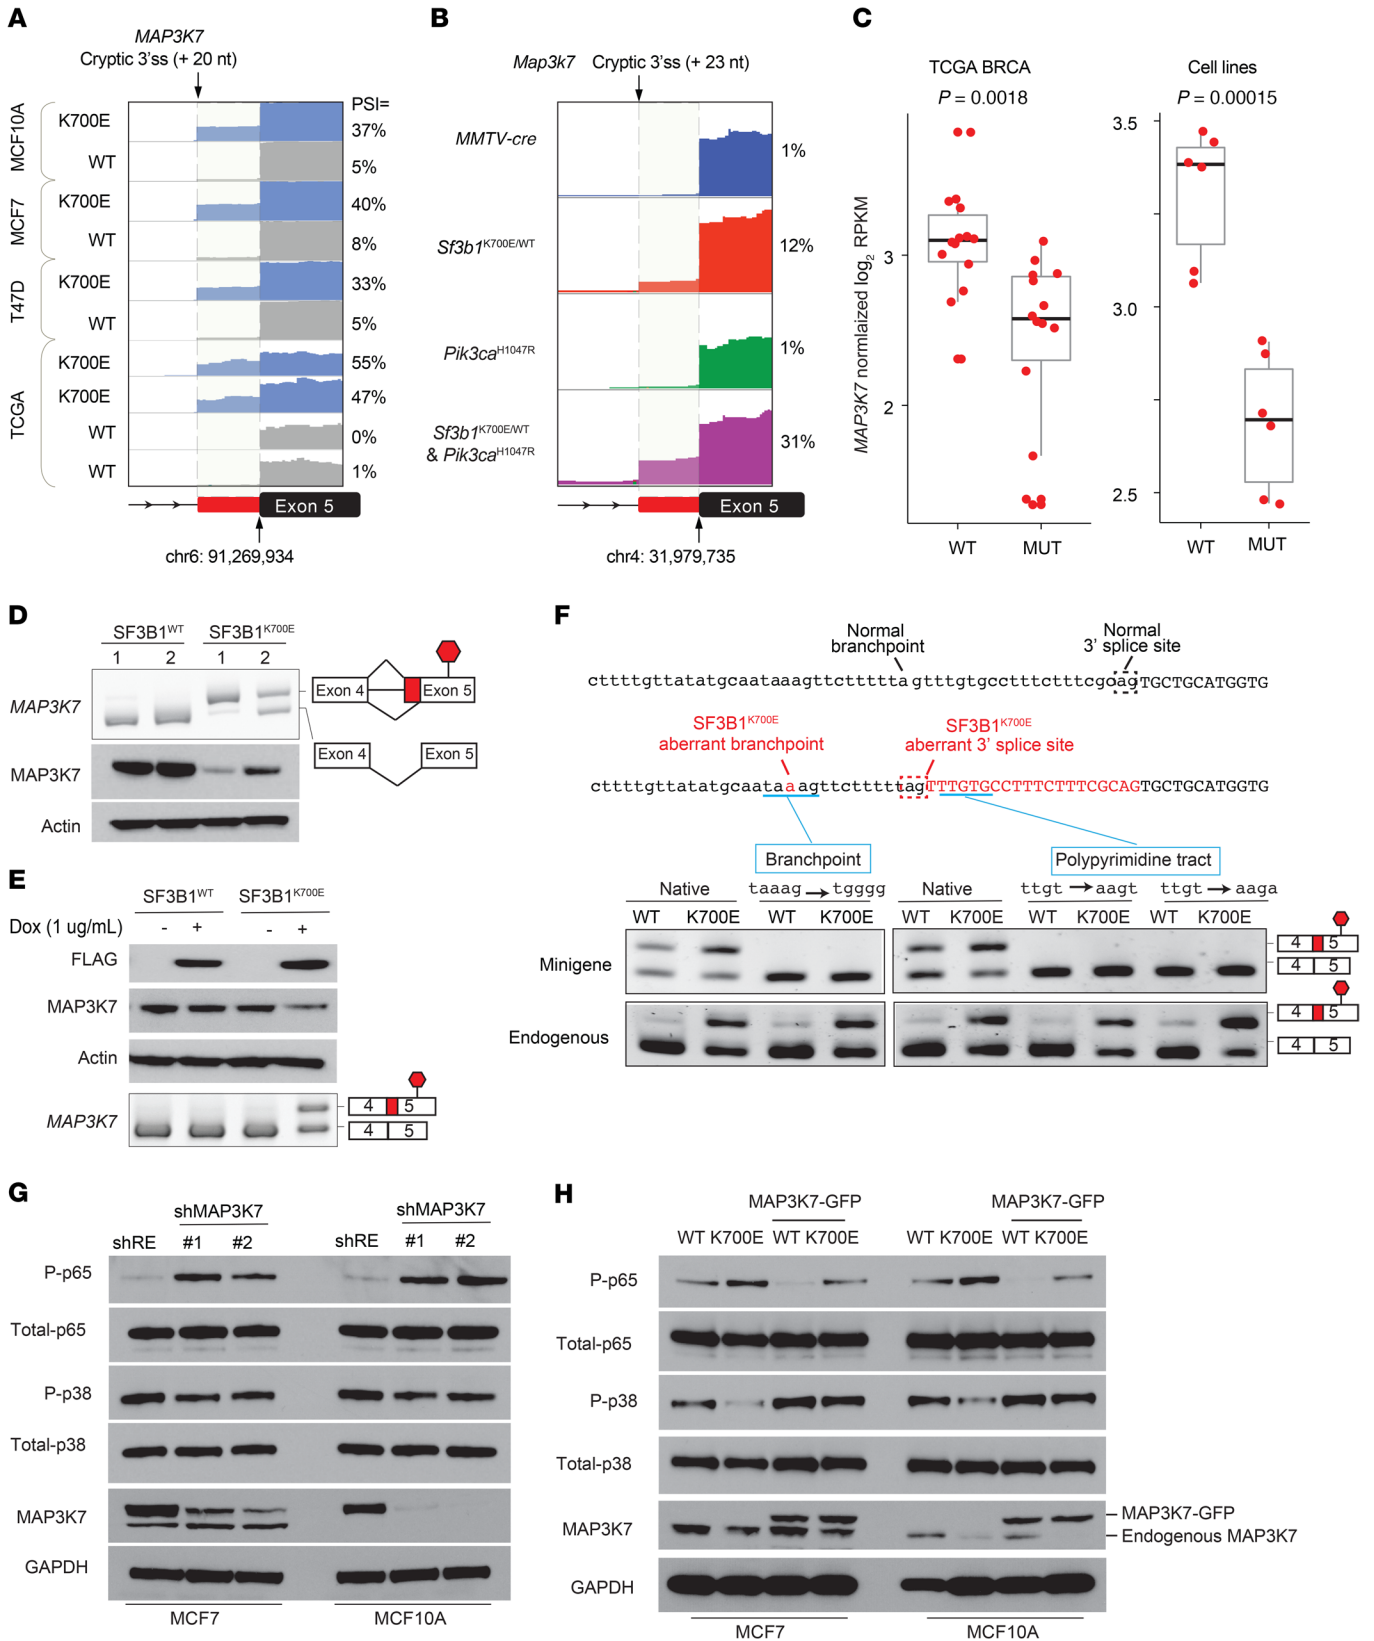 A
MAP3K7
Cryptic 3'ss (+ 20 nt)
PSI=
MCF10A
K700E
37%
WT
5%
MCF7
K700E
40%
WT
8%
T47D
K700E
33%
WT
5%
TCGA
K700E
55%
K700E
47%
WT
0%
WT
1%
Exon 5
chr6: 91,269,934
B
Map3k7 Cryptic 3'ss (+ 23 nt)
MMTV-cre
1%
Sf3b1K700E/WT
12%
Pik3caH1047R
1%
Sf3b1K700E/WT
& Pik3caH1047R
31%
Exon 5
chr4: 31,979,735
C
TCGA BRCA
P = 0.0018
Cell lines
P = 0.00015
MAP3K7 normlaized log2 RPKM
3
2
WT MUT
3.5
3.0
2.5
WT MUT
D
SF3B1WT SF3B1K700E
1 2 1 2
MAP3K7
Exon 4 Exon 5
MAP3K7
Exon 4 Exon 5
Actin
E
SF3B1WT SF3B1K700E
Dox (1 ug/mL) - + - +
FLAG
MAP3K7
Actin
MAP3K7
4 5
4 5
F
Normal
branchpoint
Normal
3' splice site
cttttgttatatgcaataaagttctttttagtttgtgcctttctttcgcagTGCTGCATGGTG
SF3B1K700E
aberrant branchpoint
SF3B1K700E
aberrant 3' splice site
cttttgttatatgcaataaagttctttttagTTTGTGCCTTTCTTTCGCAGTGCTGCATGGTG
Branchpoint
Polypyrimidine tract
Native taaag → tgggg Native ttgt → aagt ttgt → aaga
WT K700E WT K700E WT K700E WT K700E WT K700E
Minigene
4 5
4 5
Endogenous
4 5
4 5
G
shMAP3K7 shMAP3K7
shRE #1 #2 shRE #1 #2
P-p65
Total-p65
P-p38
Total-p38
MAP3K7
GAPDH
MCF7 MCF10A
H
MAP3K7-GFP MAP3K7-GFP
WT K700E WT K700E WT K700E WT K700E
P-p65
Total-p65
P-p38
Total-p38
MAP3K7
MAP3K7-GFP
Endogenous MAP3K7
GAPDH
MCF7 MCF10A